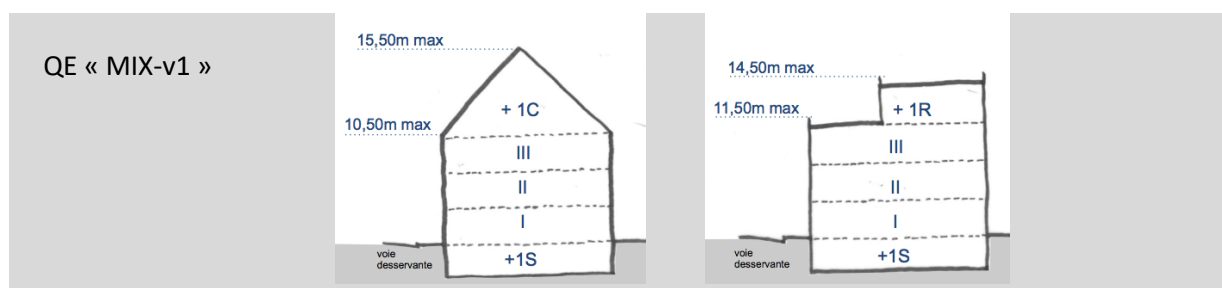 QE « MIX-v1 »
15,50m max
+ 1C
10,50m max
III
II
I
voie
desservante
+1S
14,50m max
11,50m max
+ 1R
III
II
I
voie
desservante
+1S